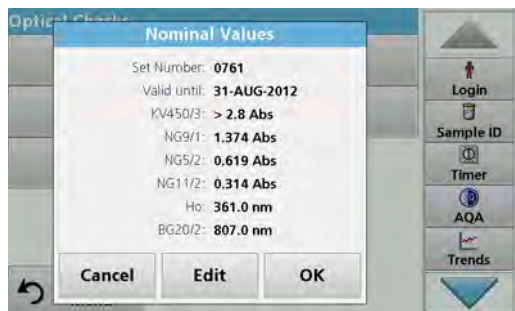 Nominal Values
Set Number: 0761
Valid until: 31-AUG-2012
KV450/3: > 2.8 Abs
NG9/1: 1.374 Abs
NG5/2: 0.619 Abs
NG11/2: 0.314 Abs
Ho: 361.0 nm
BG20/2: 807.0 nm
Cancel
Edit
OK
Login
Sample ID
Timer
AQA
Trends